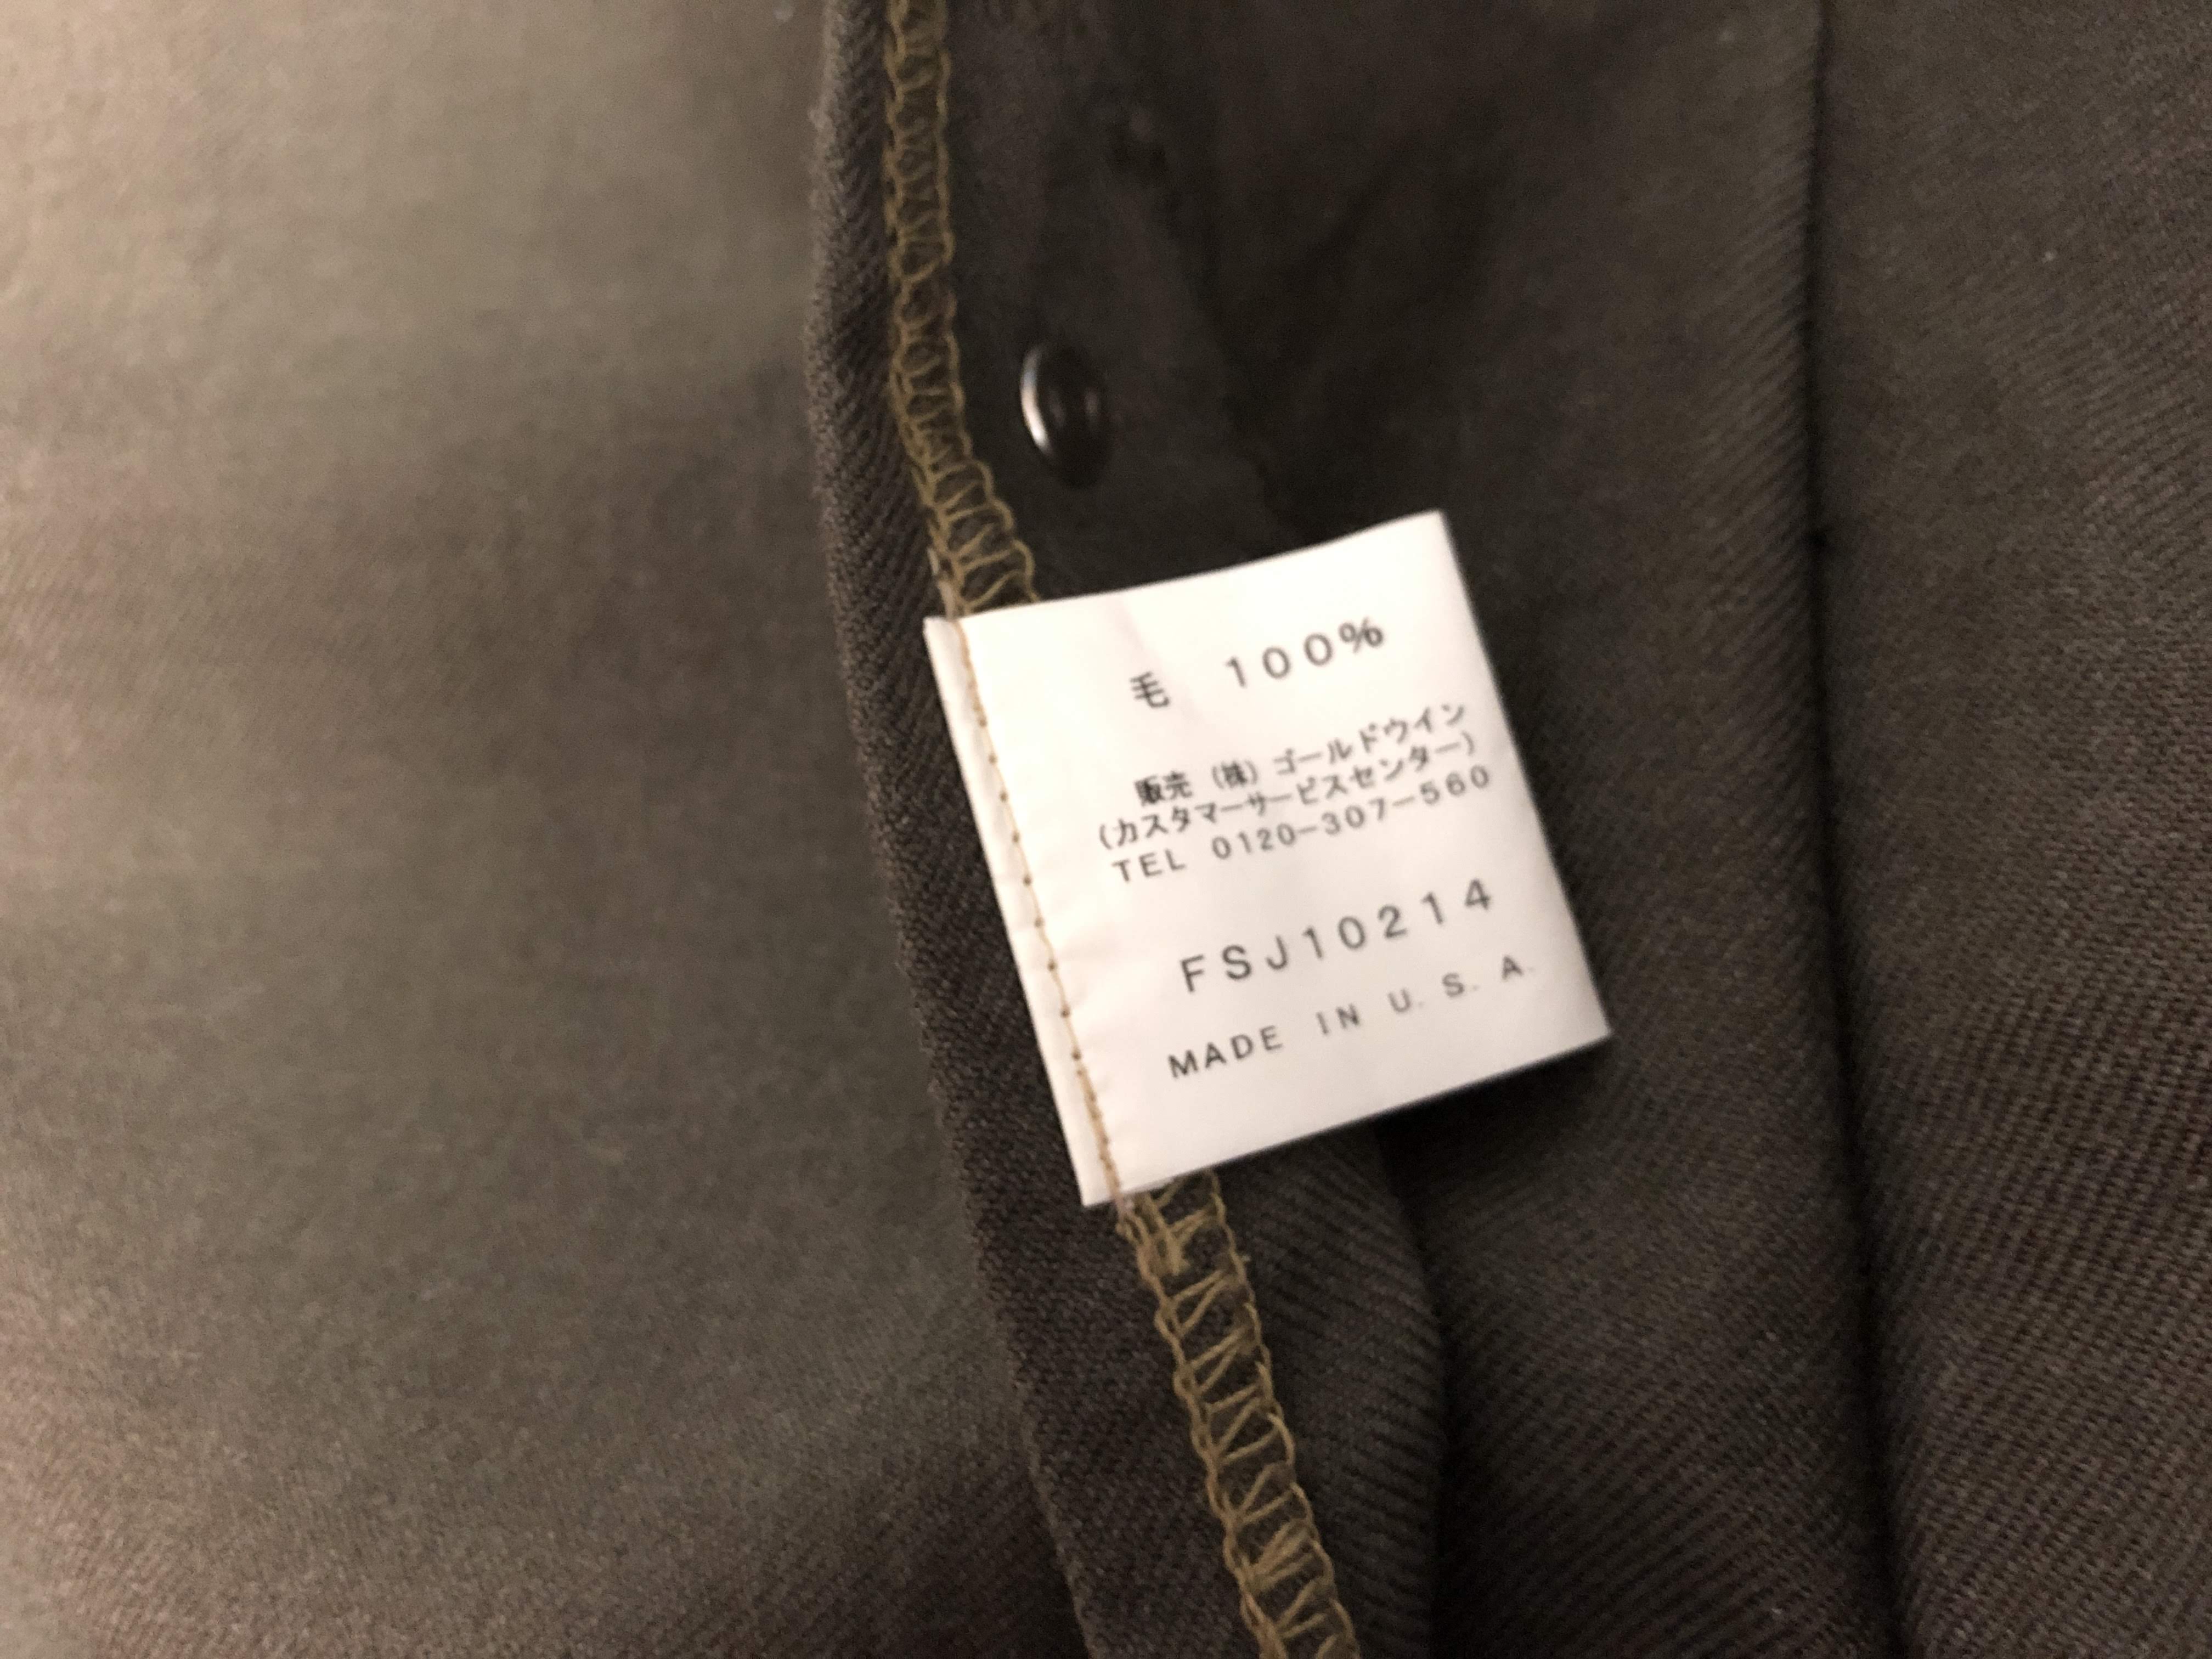 毛 100%
販売 (株) ゴールドウイン
(カスタマーサービスセンター)
TEL 0120-307-560
FSJ10214
MADE IN U.S.A.